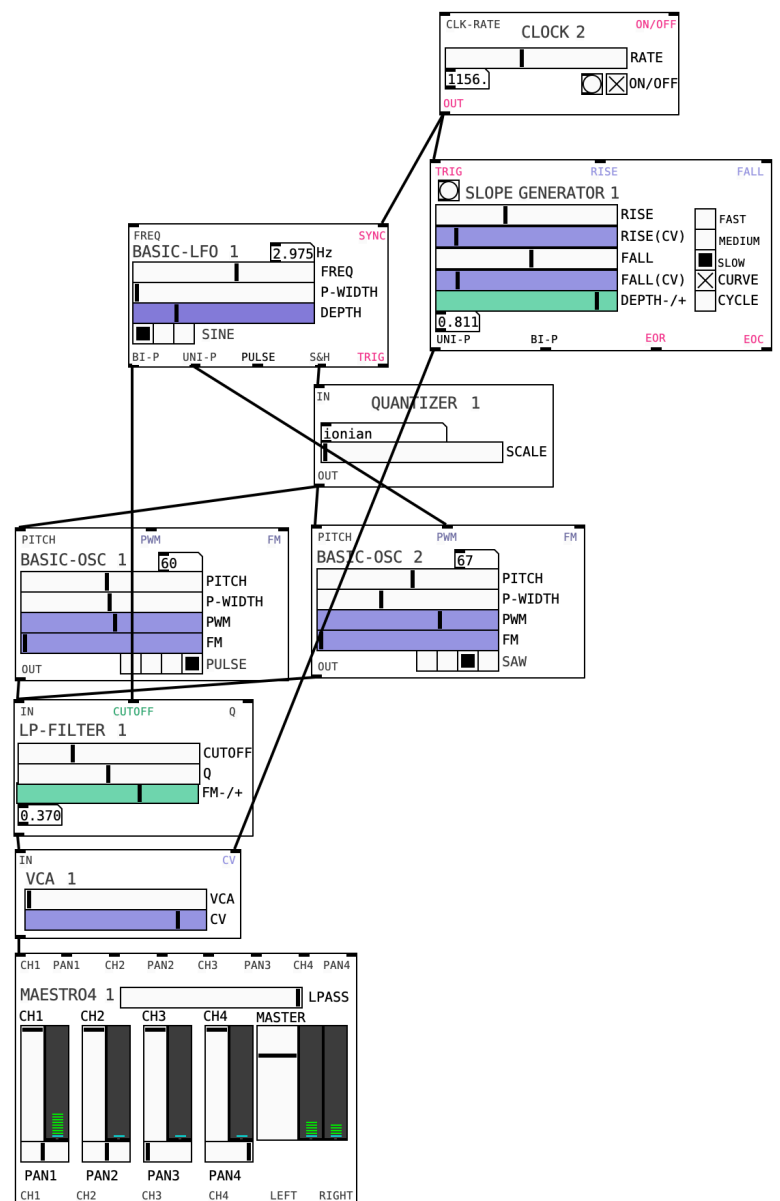 CLK-RATE ON/OFF
CLOCK 2
RATE
1156.
ON/OFF
OUT
TRIG RISE FALL
SLOPE GENERATOR 1
RISE
FAST
RISE(CV)
MEDIUM
FALL
SLOW
FALL(CV)
CURVE
DEPTH-/+
CYCLE
0.811
UNI-P BI-P EOR EOC
FREQ SYNC
BASIC-LFO 1 2.975 Hz
FREQ
P-WIDTH
DEPTH
SINE
BI-P UNI-P PULSE S&H TRIG
IN
QUANTIZER 1
ionian
SCALE
OUT
PITCH PWM FM
BASIC-OSC 1 60
PITCH
P-WIDTH
PWM
FM
PULSE
OUT
PITCH PWM FM
BASIC-OSC 2 67
PITCH
P-WIDTH
PWM
FM
SAW
OUT
IN CUTOFF Q
LP-FILTER 1
CUTOFF
Q
FM-/+
0.370
IN CV
VCA 1
VCA
CV
CH1 PAN1 CH2 PAN2 CH3 PAN3 CH4 PAN4
MAESTRO4 1 LPASS
CH1 CH2 CH3 CH4 MASTER
PAN1 PAN2 PAN3 PAN4
CH1 CH2 CH3 CH4 LEFT RIGHT